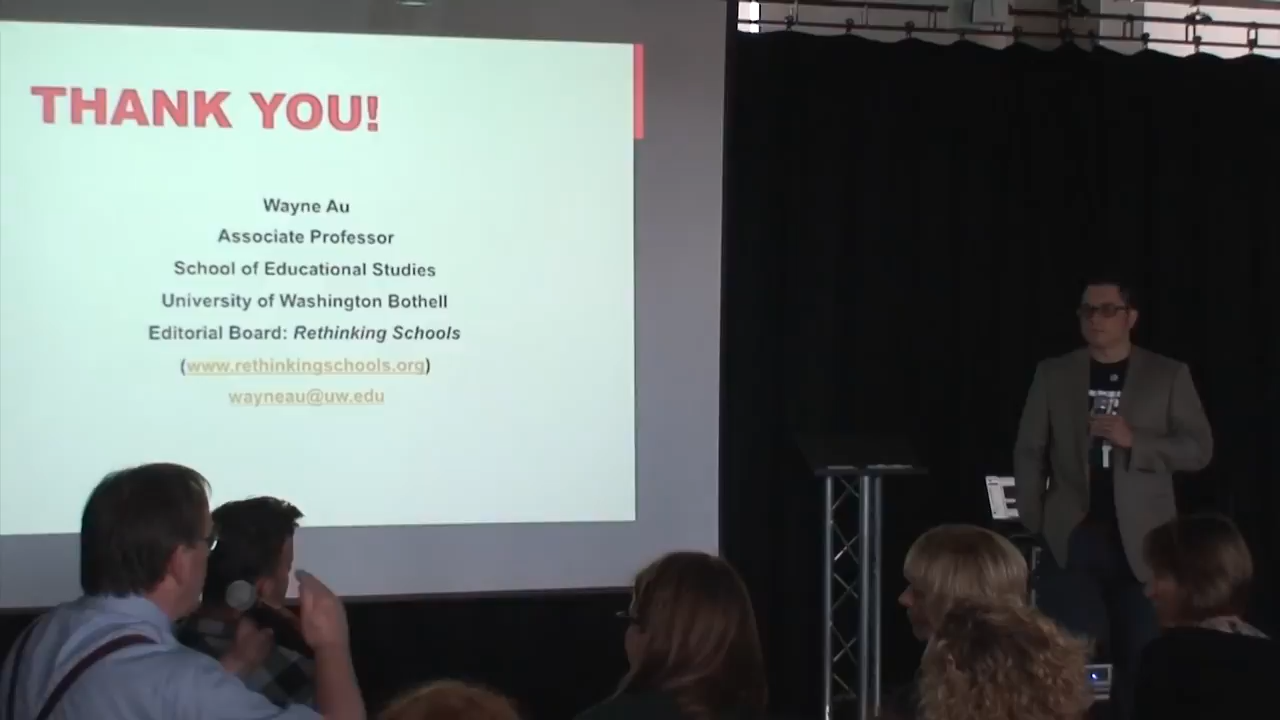 THANK YOU!
Wayne Au
Associate Professor
School of Educational Studies
University of Washington Bothell
Editorial Board: Rethinking Schools
(www.rethinkingschools.org)
wayneau@uw.edu